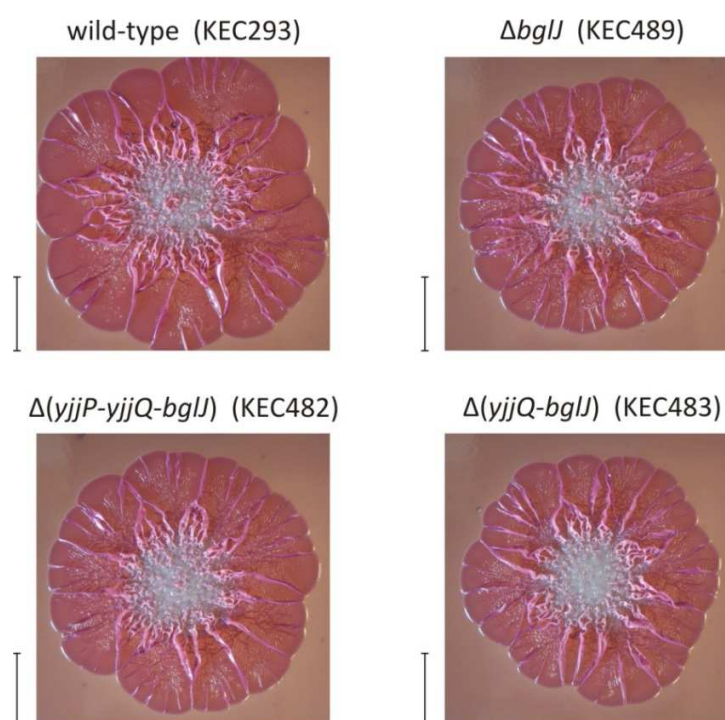 wild-type (KEC293)
ΔbglJ (KEC489)
Δ(yjjP-yjjQ-bglJ) (KEC482)
Δ(yjjQ-bglJ) (KEC483)